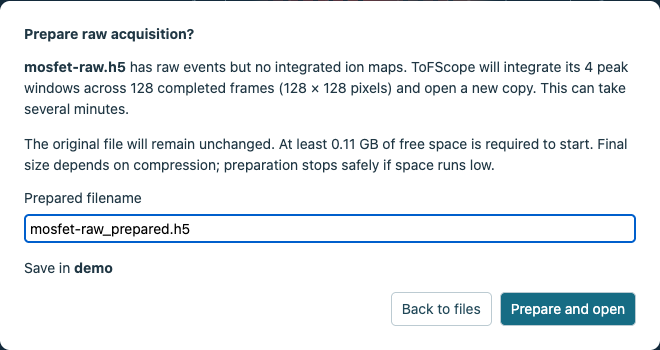 Prepare raw acquisition?
mosfet-raw.h5 has raw events but no integrated ion maps. ToFScope will integrate its 4 peak
windows across 128 completed frames (128 × 128 pixels) and open a new copy. This can take
several minutes.
The original file will remain unchanged. At least 0.11 GB of free space is required to start. Final
size depends on compression; preparation stops safely if space runs low.
Prepared filename
mosfet-raw_prepared.h5
Save in demo
Back to files
Prepare and open